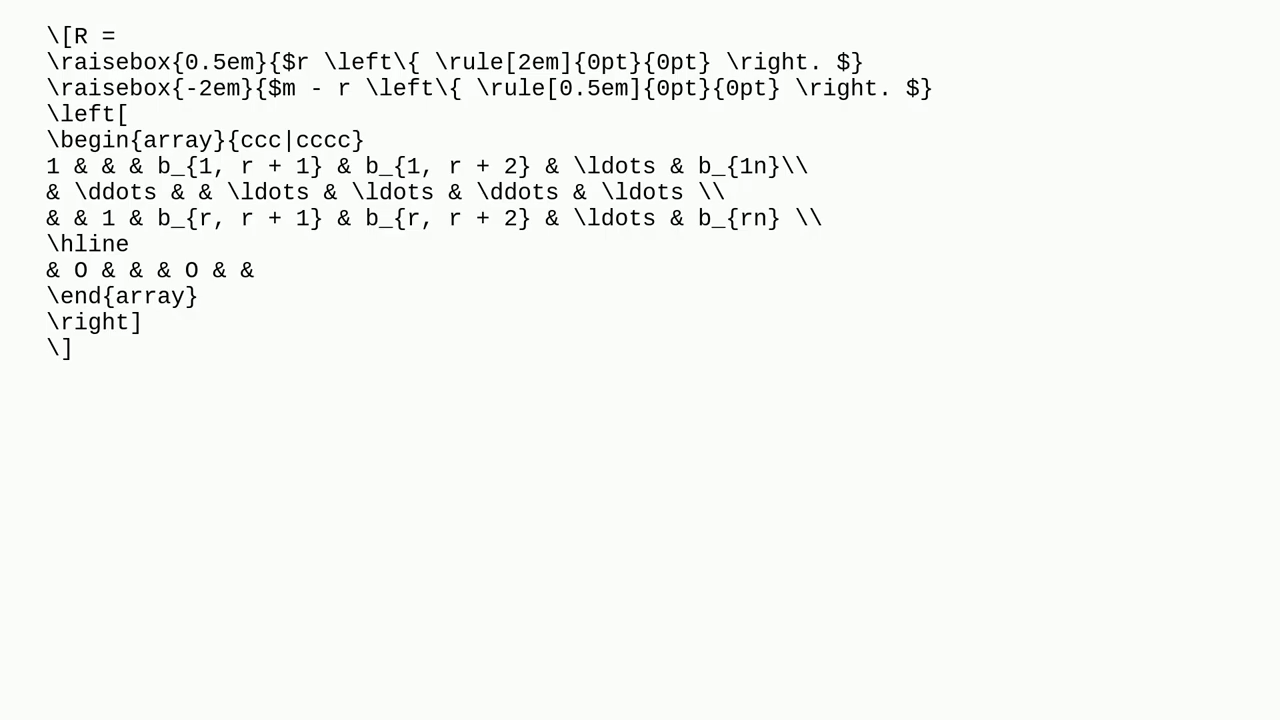 \[R =
\raisebox{0.5em}{$r \left\{ \rule[2em]{0pt}{0pt} \right. $}
\raisebox{-2em}{$m - r \left\{ \rule[0.5em]{0pt}{0pt} \right. $}
\left[
\begin{array}{ccc|cccc}
1 & & & b_{1, r + 1} & b_{1, r + 2} & \ldots & b_{1n}\\
& \ddots & & \ldots & \ldots & \ddots & \ldots \\
& & 1 & b_{r, r + 1} & b_{r, r + 2} & \ldots & b_{rn} \\
\hline
& O & & & O & &
\end{array}
\right]
\]